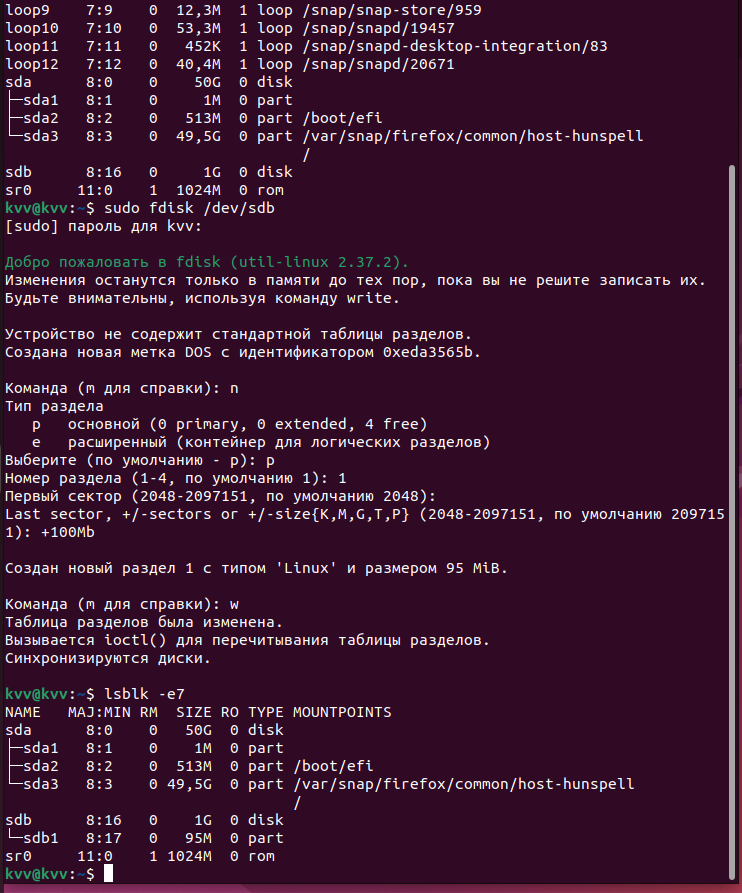 loop9    7:9    0  12,3M  1 loop /snap/snap-store/959
loop10   7:10   0  53,3M  1 loop /snap/snapd/19457
loop11   7:11   0   452K  1 loop /snap/snapd-desktop-integration/83
loop12   7:12   0  40,4M  1 loop /snap/snapd/20671
sda      8:0    0    50G  0 disk
├─sda1   8:1    0     1M  0 part
├─sda2   8:2    0   513M  0 part /boot/efi
└─sda3   8:3    0  49,5G  0 part /var/snap/firefox/common/host-hunspell
                                 /
sdb      8:16   0     1G  0 disk
sr0     11:0    1  1024M  0 rom
kvv@kvv:~$ sudo fdisk /dev/sdb
[sudo] пароль для kvv:
Добро пожаловать в fdisk (util-linux 2.37.2).
Изменения останутся только в памяти до тех пор, пока вы не решите записать их.
Будьте внимательны, используя команду write.
Устройство не содержит стандартной таблицы разделов.
Создана новая метка DOS с идентификатором 0xeda3565b.
Команда (m для справки): n
Тип раздела
   p   основной (0 primary, 0 extended, 4 free)
   e   расширенный (контейнер для логических разделов)
Выберите (по умолчанию - p): p
Номер раздела (1-4, по умолчанию 1): 1
Первый сектор (2048-2097151, по умолчанию 2048):
Last sector, +/-sectors or +/-size{K,M,G,T,P} (2048-2097151, по умолчанию 209715
1): +100Mb
Создан новый раздел 1 с типом 'Linux' и размером 95 MiB.
Команда (m для справки): w
Таблица разделов была изменена.
Вызывается ioctl() для перечитывания таблицы разделов.
Синхронизируются диски.
kvv@kvv:~$ lsblk -e7
NAME   MAJ:MIN RM  SIZE RO TYPE MOUNTPOINTS
sda      8:0    0   50G  0 disk
├─sda1   8:1    0    1M  0 part
├─sda2   8:2    0  513M  0 part /boot/efi
└─sda3   8:3    0 49,5G  0 part /var/snap/firefox/common/host-hunspell
                                /
sdb      8:16   0    1G  0 disk
└─sdb1   8:17   0   95M  0 part
sr0     11:0    1 1024M  0 rom
kvv@kvv:~$